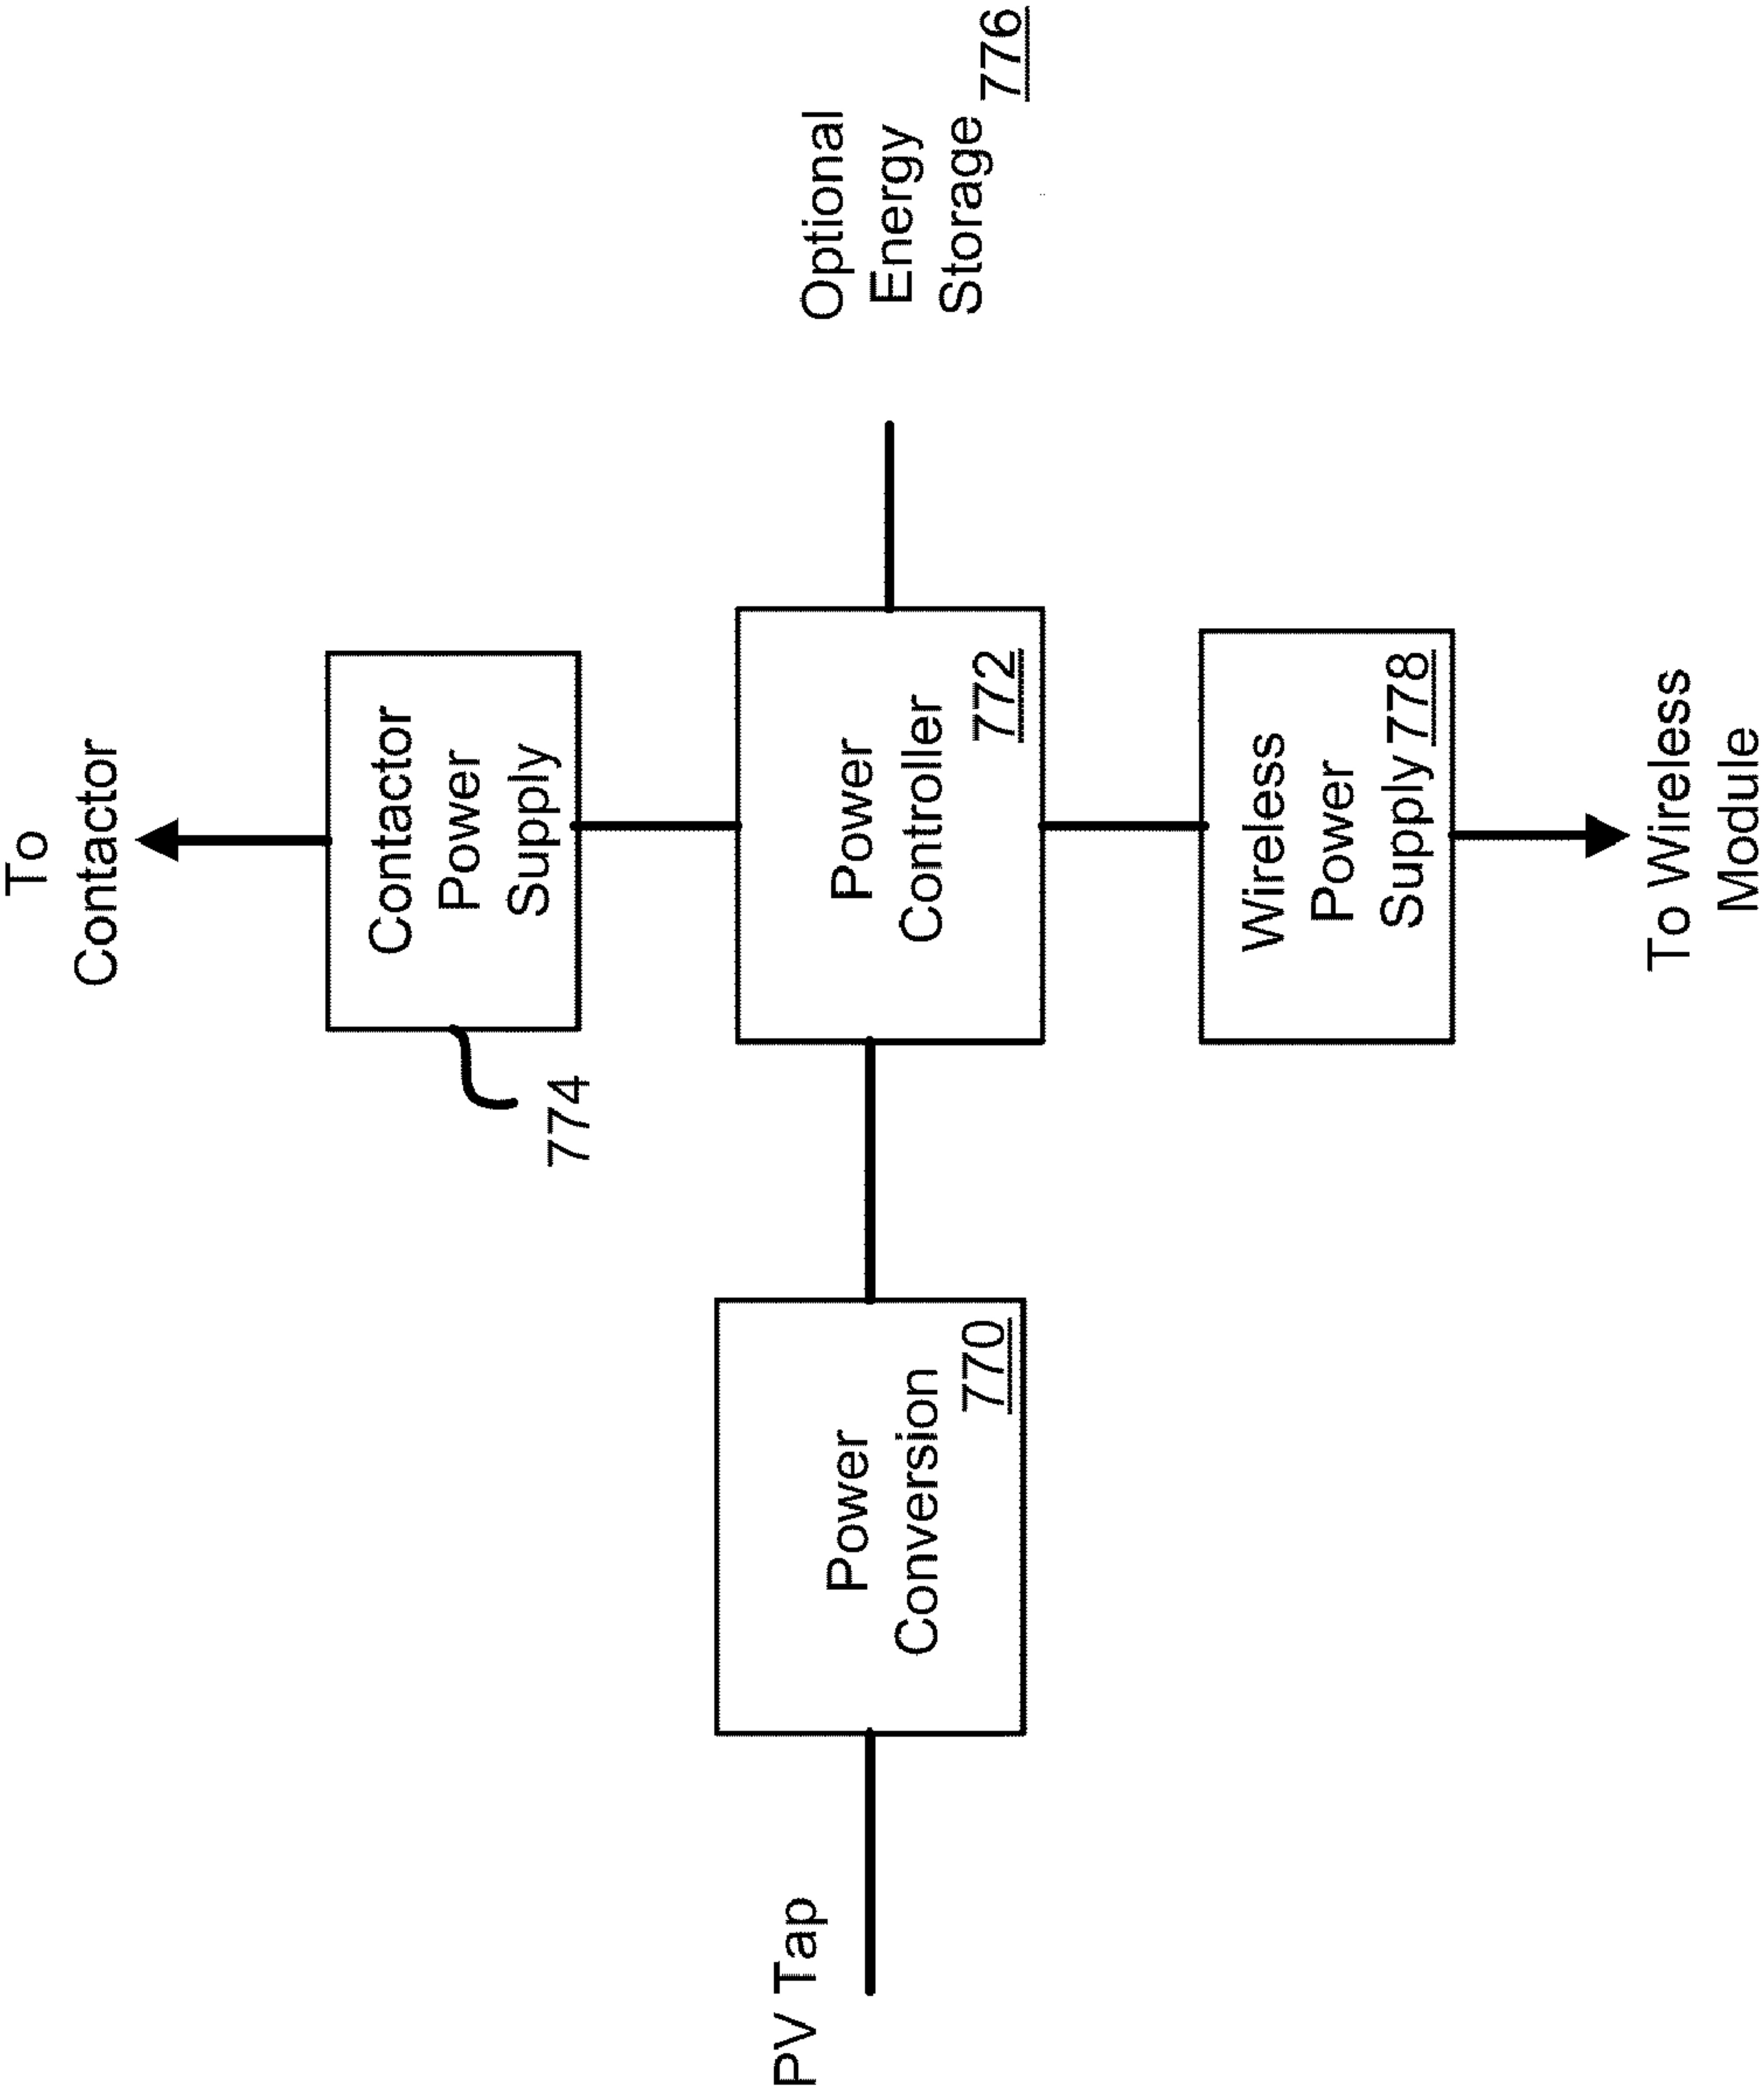 To
Contactor
Contactor
Power
Supply
774
PV Tap
Power
Conversion
770
Power
Controller
772
Optional
Energy
Storage
776
Wireless
Power
Supply 778
To Wireless
Module